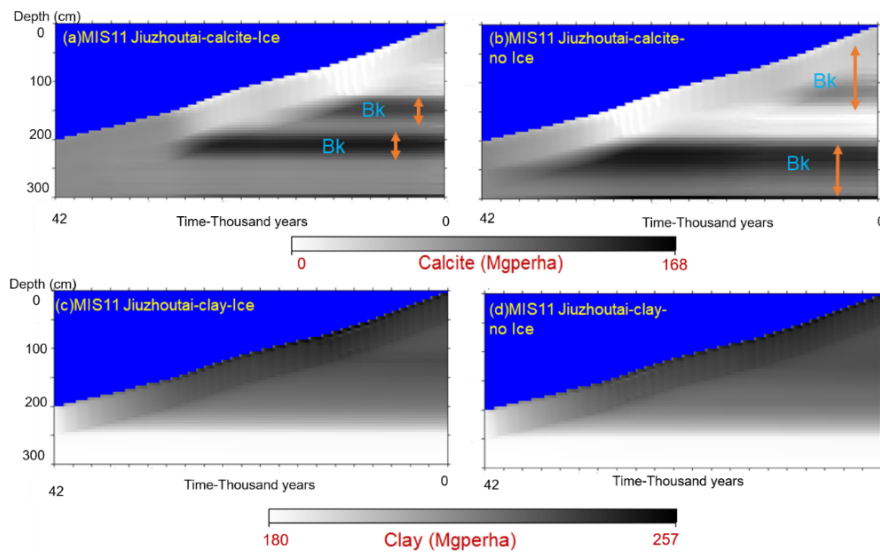 Depth (cm)
0
100
200
300
(a)MIS11 Jiuzhoutai-calcite-Ice
Bk
Bk
42
Time-Thousand years
0
(b)MIS11 Jiuzhoutai-calcite-
no Ice
Bk
Bk
42
Time-Thousand years
0
0
Calcite (Mgperha)
168
Depth (cm)
0
100
200
300
(c)MIS11 Jiuzhoutai-clay-Ice
42
Time-Thousand years
0
(d)MIS11 Jiuzhoutai-clay-
no Ice
42
Time-Thousand years
0
180
Clay (Mgperha)
257